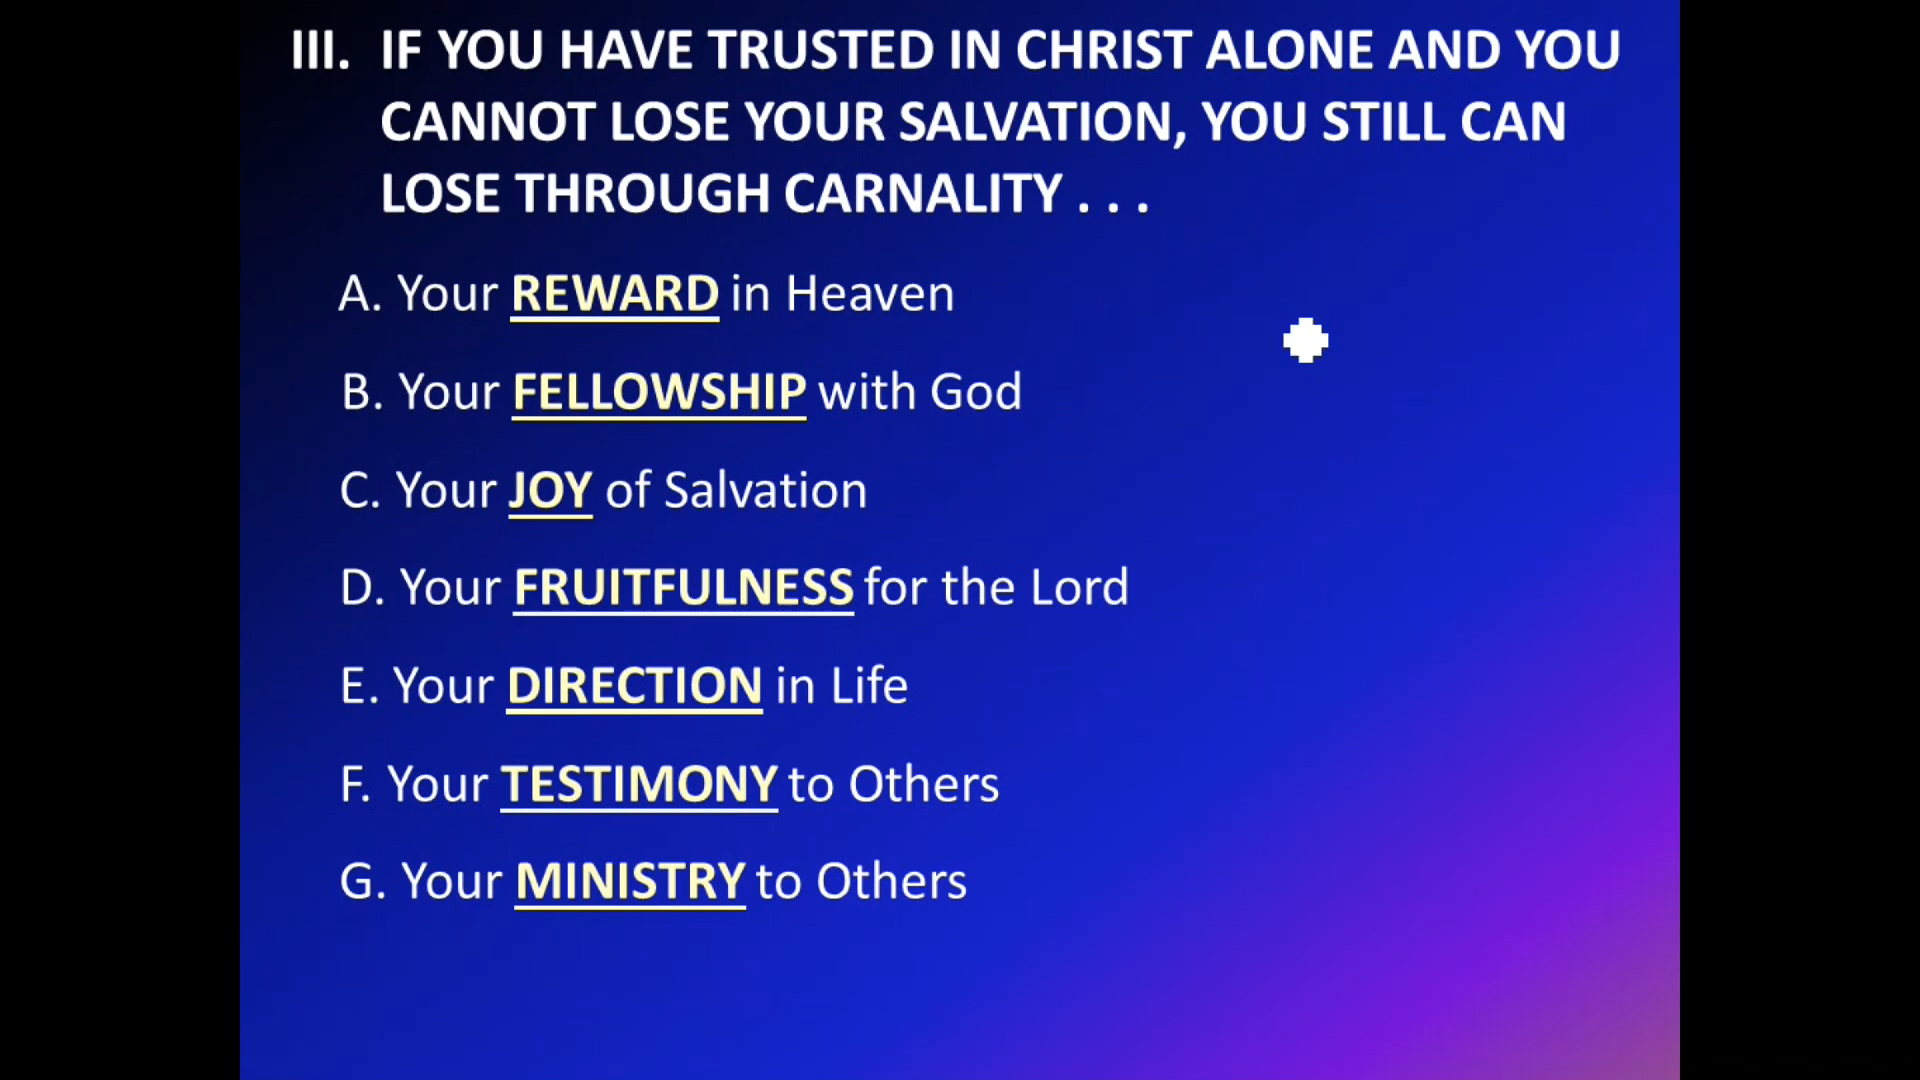 III. IF YOU HAVE TRUSTED IN CHRIST ALONE AND YOU
CANNOT LOSE YOUR SALVATION, YOU STILL CAN
LOSE THROUGH CARNALITY . . .
A. Your REWARD in Heaven
B. Your FELLOWSHIP with God
C. Your JOY of Salvation
D. Your FRUITFULNESS for the Lord
E. Your DIRECTION in Life
F. Your TESTIMONY to Others
G. Your MINISTRY to Others